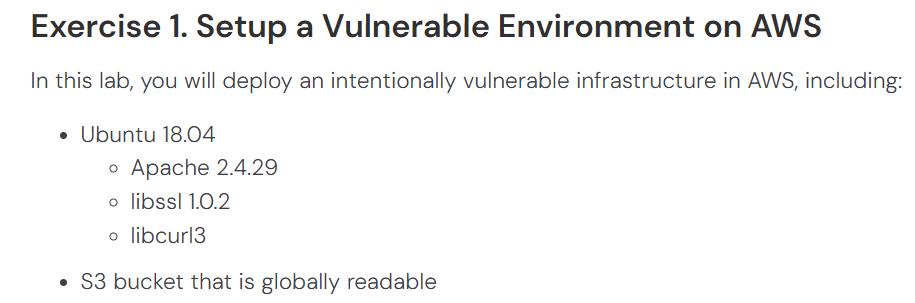 Exercise 1. Setup a Vulnerable Environment on AWS
In this lab, you will deploy an intentionally vulnerable infrastructure in AWS, including:
• Ubuntu 18.04
◦ Apache 2.4.29
◦ libssl 1.0.2
◦ libcurl3
• S3 bucket that is globally readable